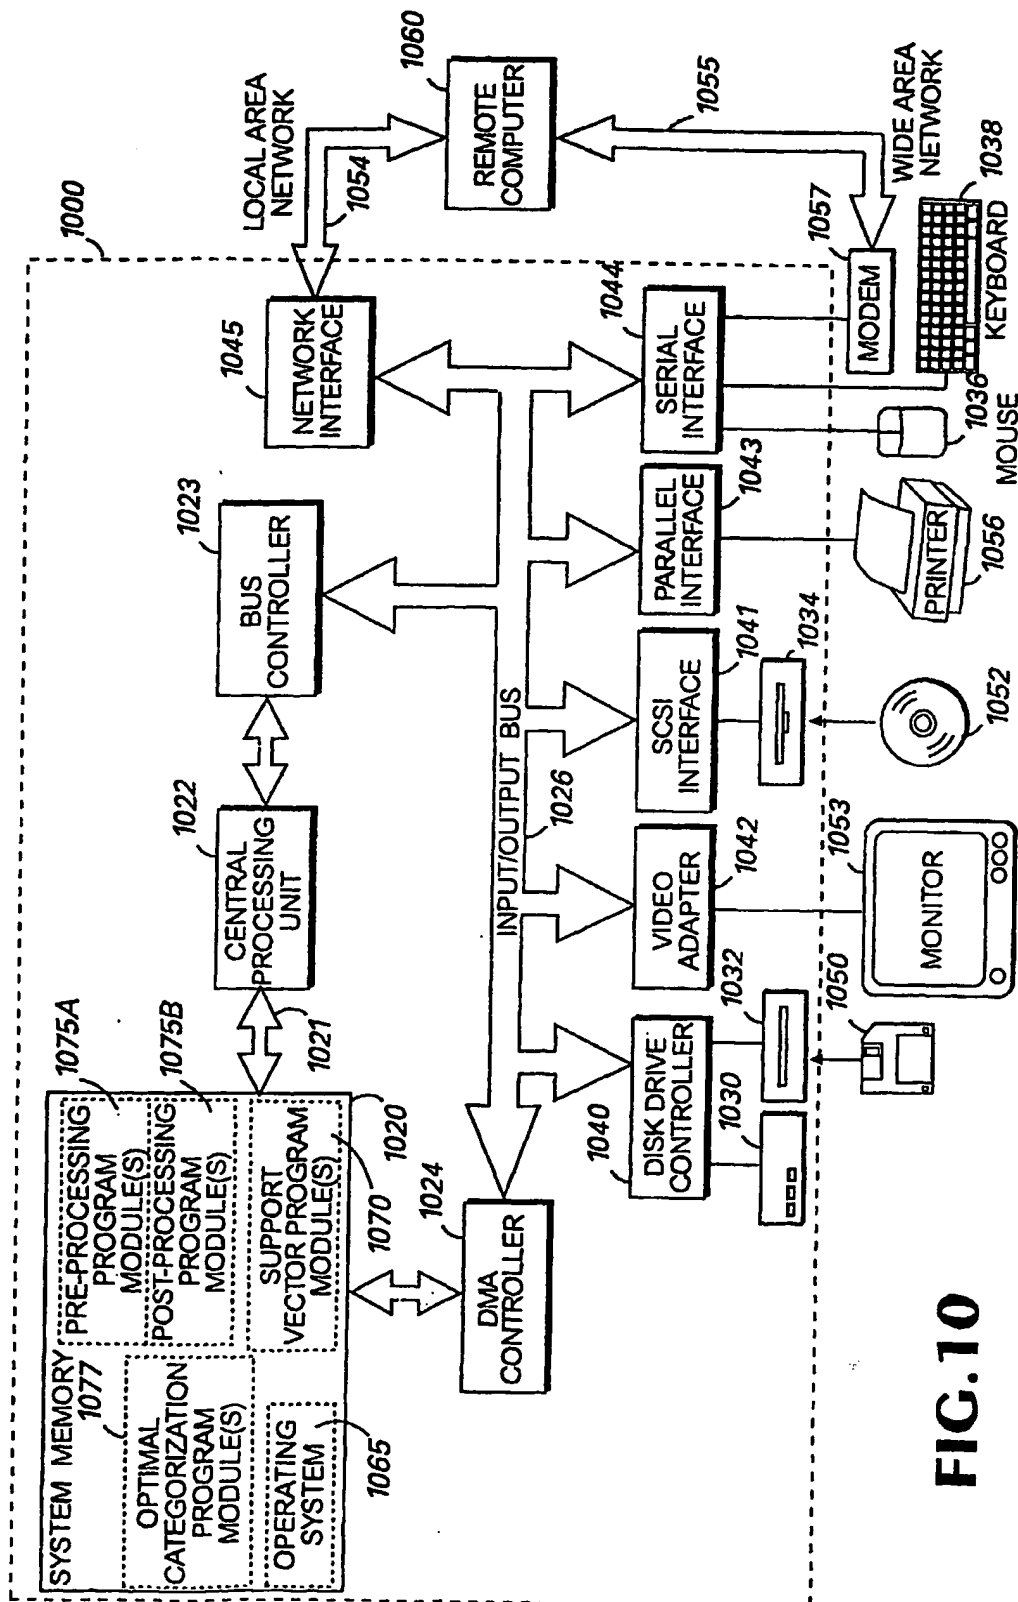 SYSTEM MEMORY
1077
OPTIMAL
CATEGORIZATION
PROGRAM
MODULE(S)
OPERATING
SYSTEM
1065
PRE-PROCESSING
PROGRAM
MODULE(S)
1075A
POST-PROCESSING
PROGRAM
MODULE(S)
1075B
SUPPORT
VECTOR PROGRAM
MODULE(S)
1070
1020
1021
CENTRAL
PROCESSING
UNIT
1022
BUS
CONTROLLER
1023
NETWORK
INTERFACE
1045
1000
LOCAL AREA
NETWORK
1054
REMOTE
COMPUTER
1060
1055
WIDE AREA
NETWORK
DMA
CONTROLLER
1024
INPUT/OUTPUT BUS
1026
DISK DRIVE
CONTROLLER
1040
VIDEO
ADAPTER
1042
SCSI
INTERFACE
1041
PARALLEL
INTERFACE
1043
SERIAL
INTERFACE
1044
1030
1032
1034
1050
MONITOR
1053
1052
PRINTER
1056
MOUSE
1036
KEYBOARD
1038
MODEM
1057
FIG.10